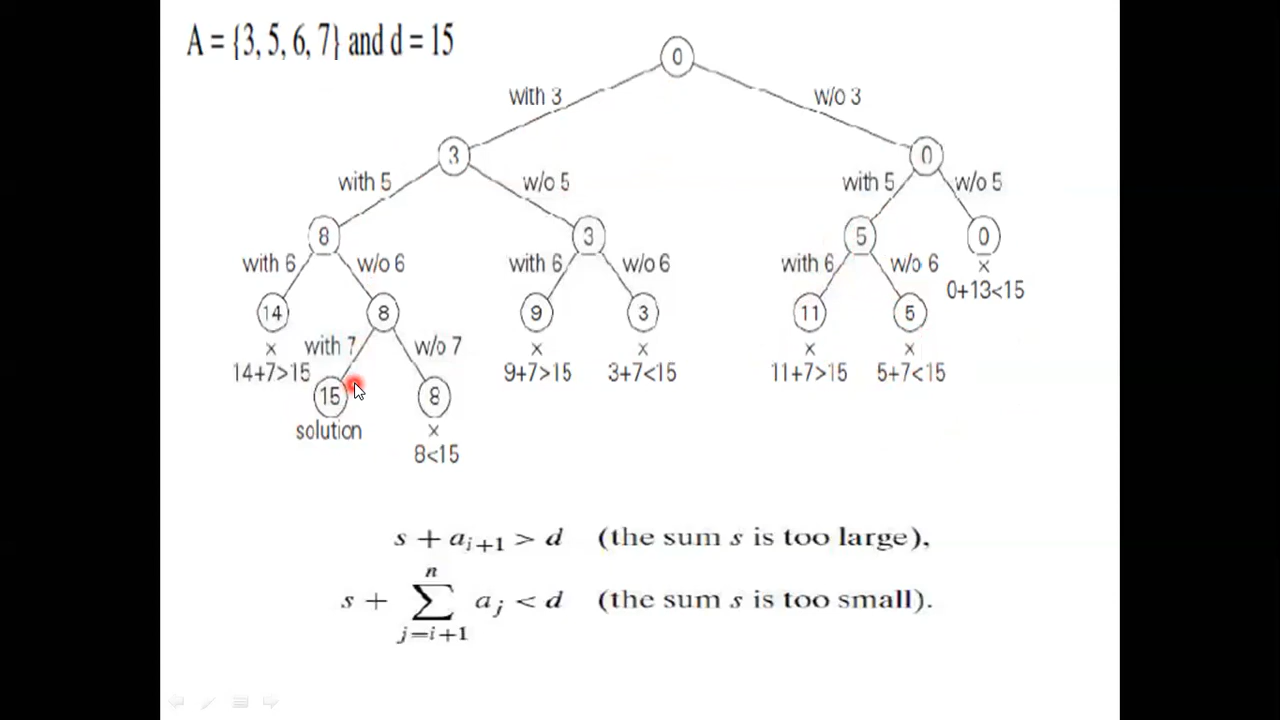 A = {3, 5, 6, 7} and d = 15
0
with 3
w/o 3
3
0
with 5
w/o 5
with 5
w/o 5
8
3
5
0
with 6
w/o 6
with 6
w/o 6
with 6
w/o 6
x
0+13<15
14
8
9
3
11
5
x
with 7
w/o 7
x
x
x
x
14+7>15
9+7>15
3+7<15
11+7>15
5+7<15
15
8
solution
x
8<15
s + a_{i+1} > d (the sum s is too large),
s + \sum_{j=i+1}^{n} a_j < d (the sum s is too small).